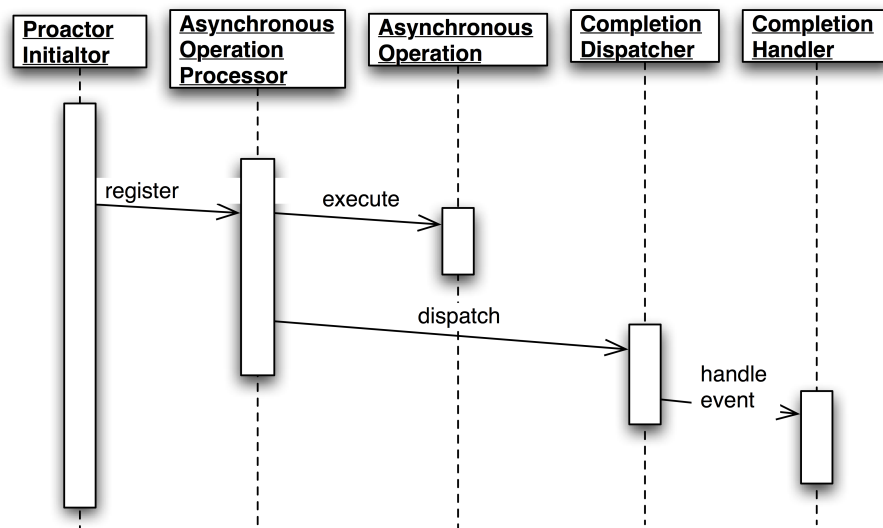 Proactor
Initialtor
Asynchronous
Operation
Processor
Asynchronous
Operation
Completion
Dispatcher
Completion
Handler
register
execute
dispatch
handle
event